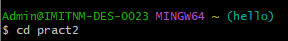 Admin@IMITNM-DES-0023 MINGW64 ~ (hello)
$ cd pract2